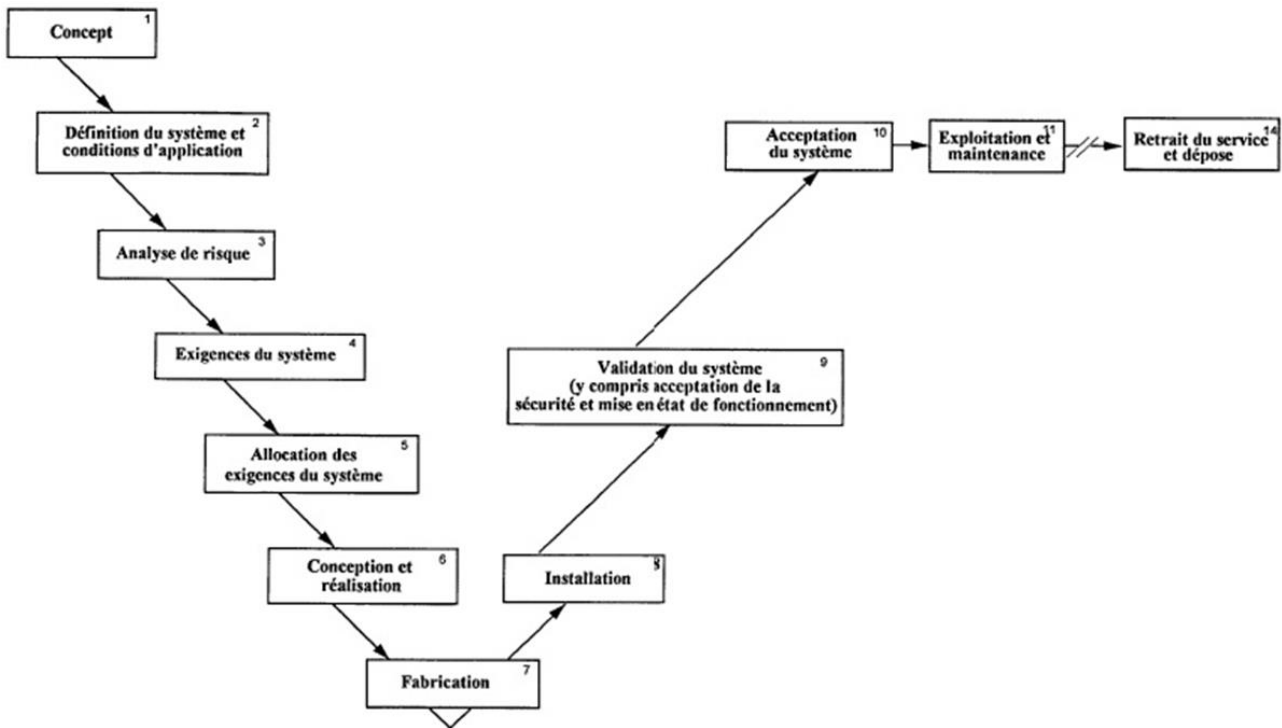 1
Concept
2
Définition du système et
conditions d'application
3
Analyse de risque
4
Exigences du système
5
Allocation des
exigences du système
6
Conception et
réalisation
7
Fabrication
8
Installation
9
Validation du système
(y compris acceptation de la
sécurité et mise en état de fonctionnement)
10
Acceptation
du système
11
Exploitation et
maintenance
14
Retrait du service
et dépose